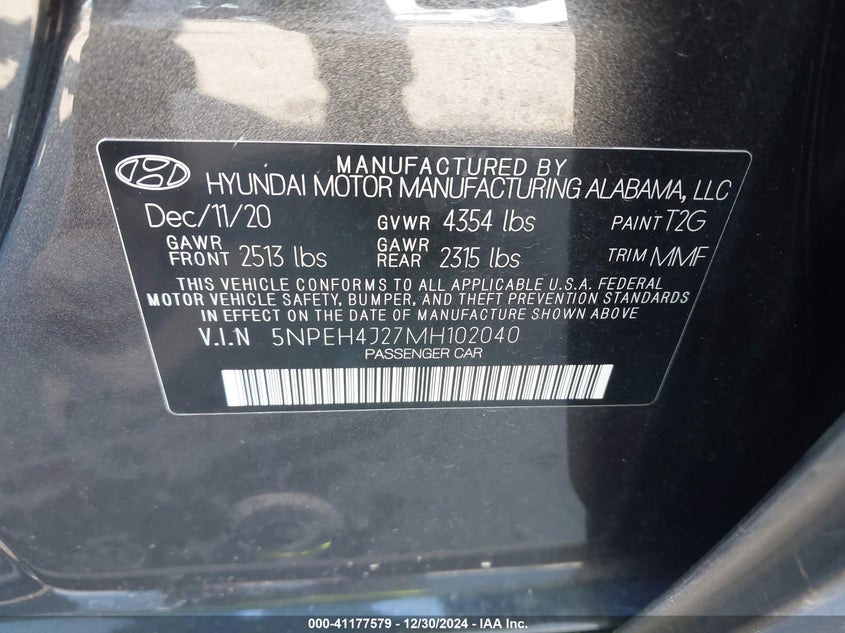 MANUFACTURED BY
HYUNDAI MOTOR MANUFACTURING ALABAMA, LLC
Dec/11/20 GVWR 4354 lbs PAINT T2G
GAWR FRONT 2513 lbs GAWR REAR 2315 lbs TRIM MMF
THIS VEHICLE CONFORMS TO ALL APPLICABLE U.S.A. FEDERAL
MOTOR VEHICLE SAFETY, BUMPER, AND THEFT PREVENTION STANDARDS
IN EFFECT ON THE DATE OF MANUFACTURE SHOWN ABOVE
V.I.N 5NPEH4J27MH102040
PASSENGER CAR
000-41177579 - 12/30/2024 - IAA Inc.